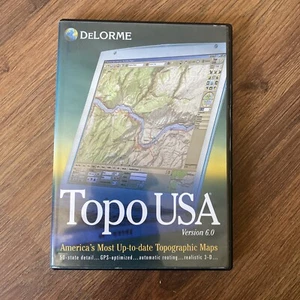 DELORME
Topo USA
Version 6.0
America's Most Up-to-date Topographic Maps
50-state detail... GPS-optimized... automatic routing... realistic 3-D...